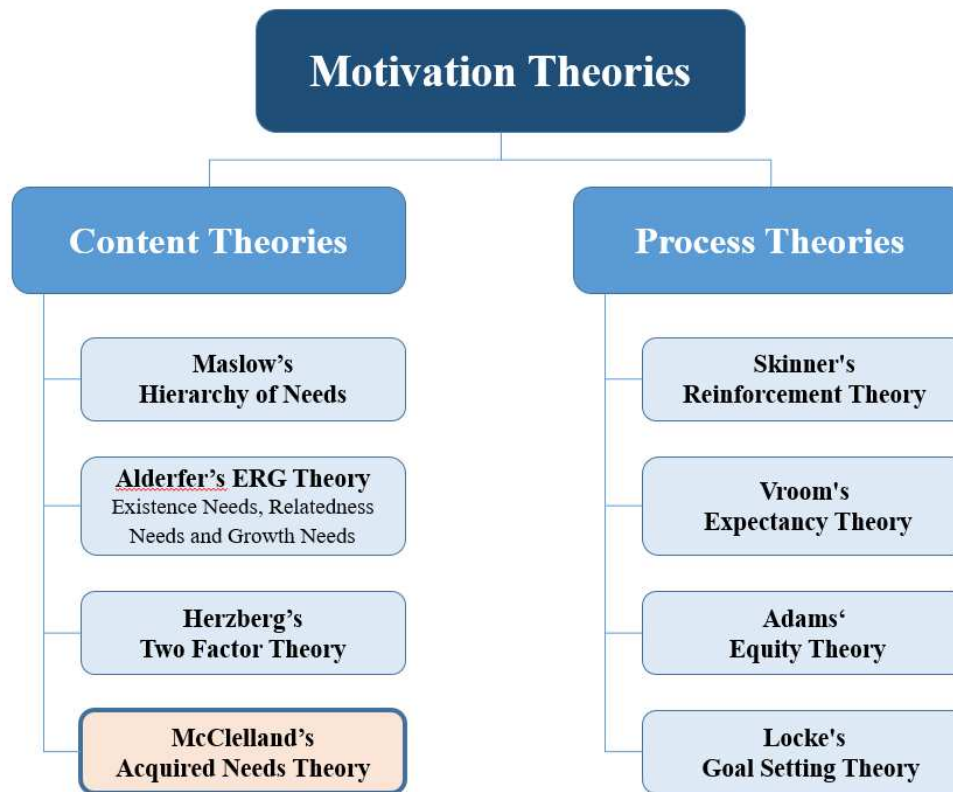 Motivation Theories
Content Theories
Process Theories
Maslow’s
Hierarchy of Needs
Alderfer’s ERG Theory
Existence Needs, Relatedness
Needs and Growth Needs
Herzberg’s
Two Factor Theory
McClelland’s
Acquired Needs Theory
Skinner's
Reinforcement Theory
Vroom's
Expectancy Theory
Adams‘
Equity Theory
Locke's
Goal Setting Theory